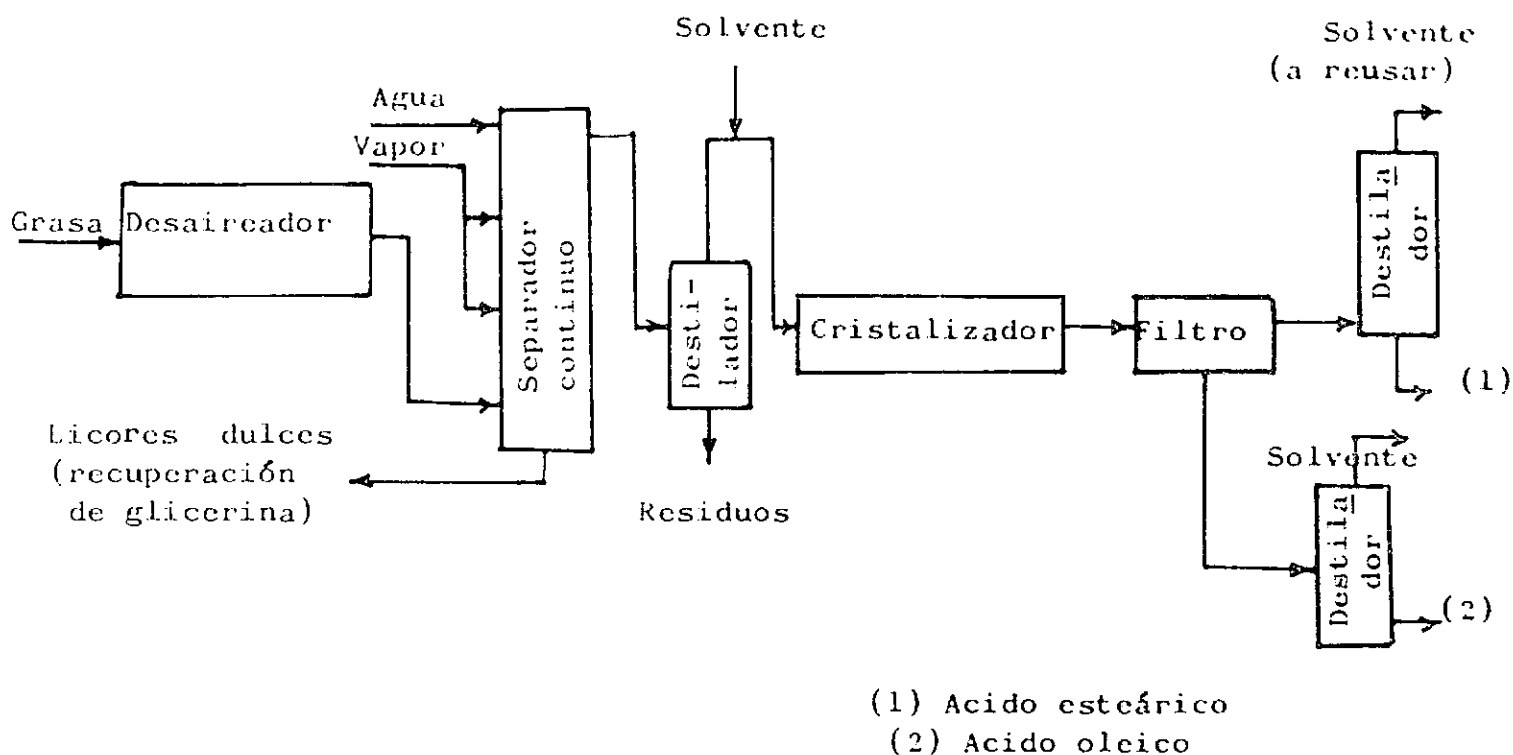 Solvente
Solvente
(a reusar)
Agua
Vapor
Grasa
Desaireador
Separador
continuo
Desti-
lador
Cristalizador
Filtro
Destila
dor
(1)
Licores dulces
(recuperación
de glicerina)
Residuos
Solvente
Destila
dor
(2)
(1) Acido esteárico
(2) Acido oleico